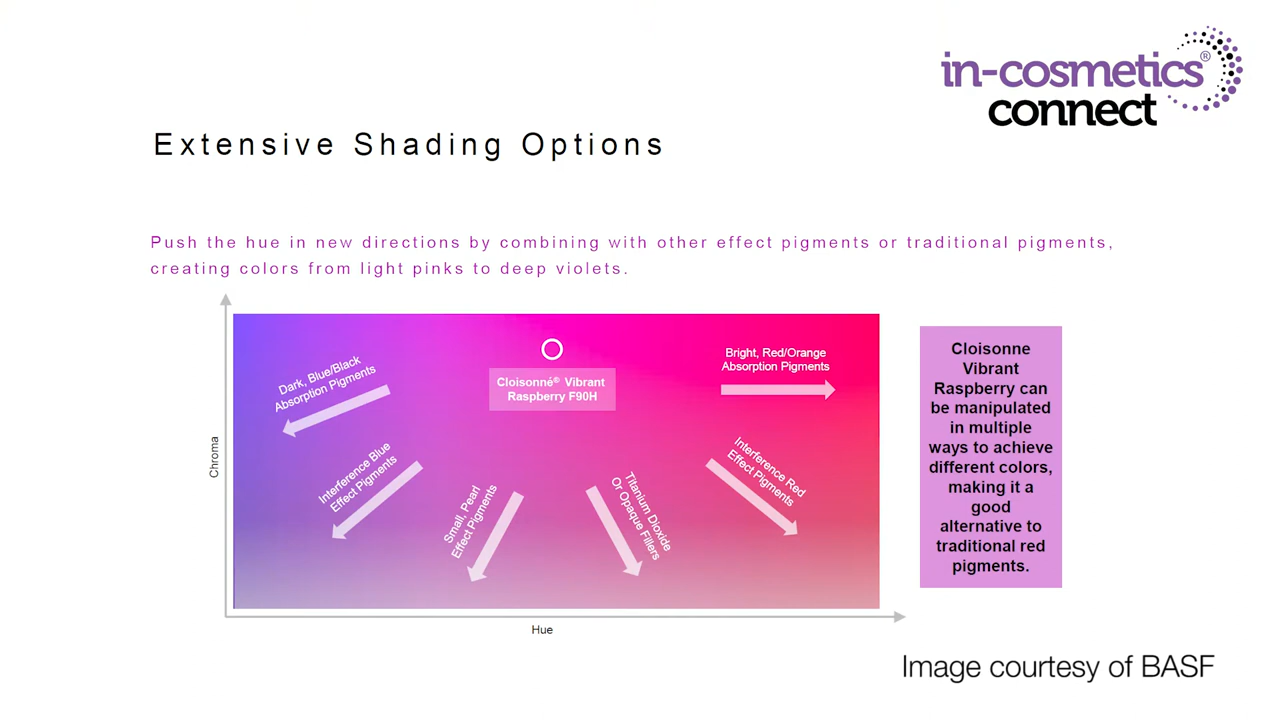 in-cosmetics®
connect
Extensive Shading Options
Push the hue in new directions by combining with other effect pigments or traditional pigments,
creating colors from light pinks to deep violets.
Chroma
Dark, Blue/Black
Absorption Pigments
Interference Blue
Effect Pigments
Small, Pearl
Effect Pigments
Cloisonné® Vibrant
Raspberry F90H
Titanium Dioxide
Or Opaque Fillers
Interference Red
Effect Pigments
Bright, Red/Orange
Absorption Pigments
Hue
Cloisonne
Vibrant
Raspberry can
be manipulated
in multiple
ways to achieve
different colors,
making it a
good
alternative to
traditional red
pigments.
Image courtesy of BASF